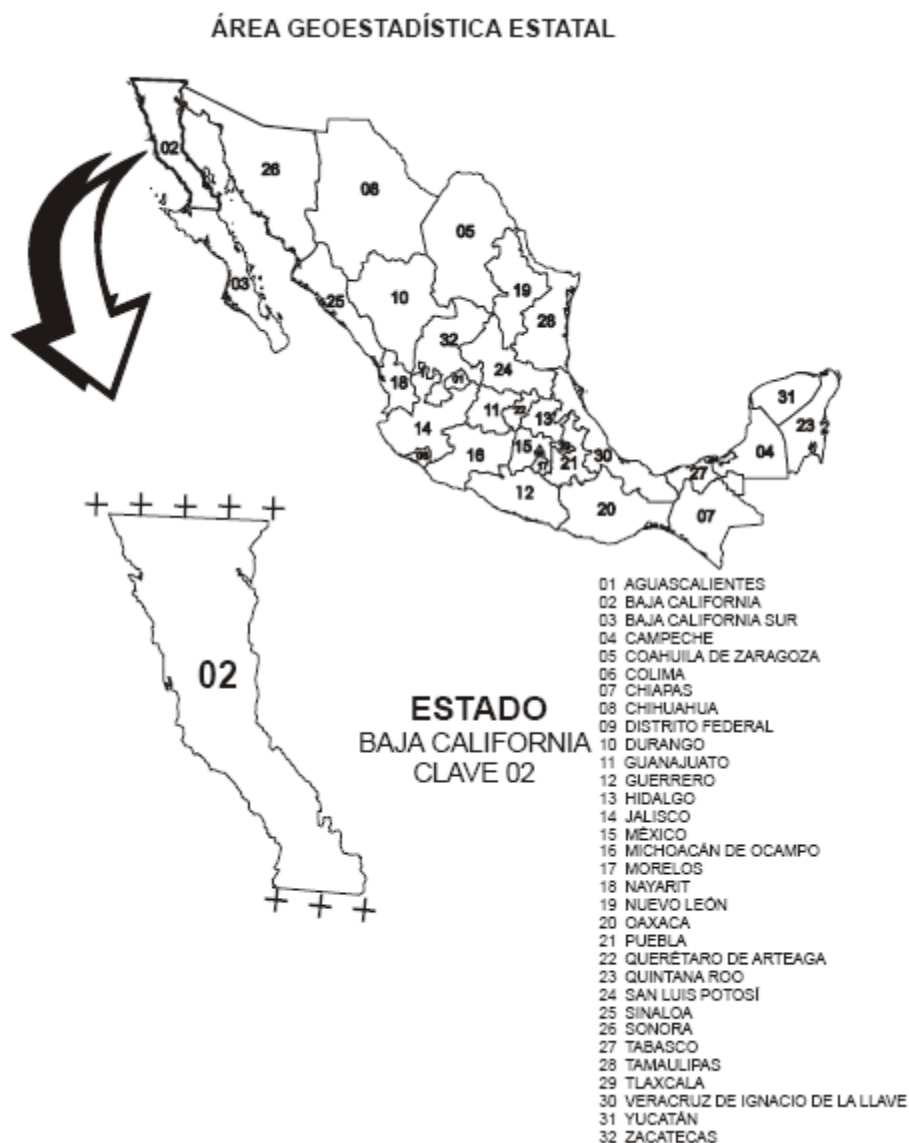 ÁREA GEOESTADÍSTICA ESTATAL
02
26
08
05
03
25
10
19
28
32
24
18
01
14
11
22
13
31
23
04
16
15
21
30
27
12
20
07
17
02
ESTADO
BAJA CALIFORNIA
CLAVE 02
01 AGUASCALIENTES
02 BAJA CALIFORNIA
03 BAJA CALIFORNIA SUR
04 CAMPECHE
05 COAHUILA DE ZARAGOZA
06 COLIMA
07 CHIAPAS
08 CHIHUAHUA
09 DISTRITO FEDERAL
10 DURANGO
11 GUANAJUATO
12 GUERRERO
13 HIDALGO
14 JALISCO
15 MÉXICO
16 MICHOACÁN DE OCAMPO
17 MORELOS
18 NAYARIT
19 NUEVO LEÓN
20 OAXACA
21 PUEBLA
22 QUERÉTARO DE ARTEAGA
23 QUINTANA ROO
24 SAN LUIS POTOSÍ
25 SINALOA
26 SONORA
27 TABASCO
28 TAMAULIPAS
29 TLAXCALA
30 VERACRUZ DE IGNACIO DE LA LLAVE
31 YUCATÁN
32 ZACATECAS